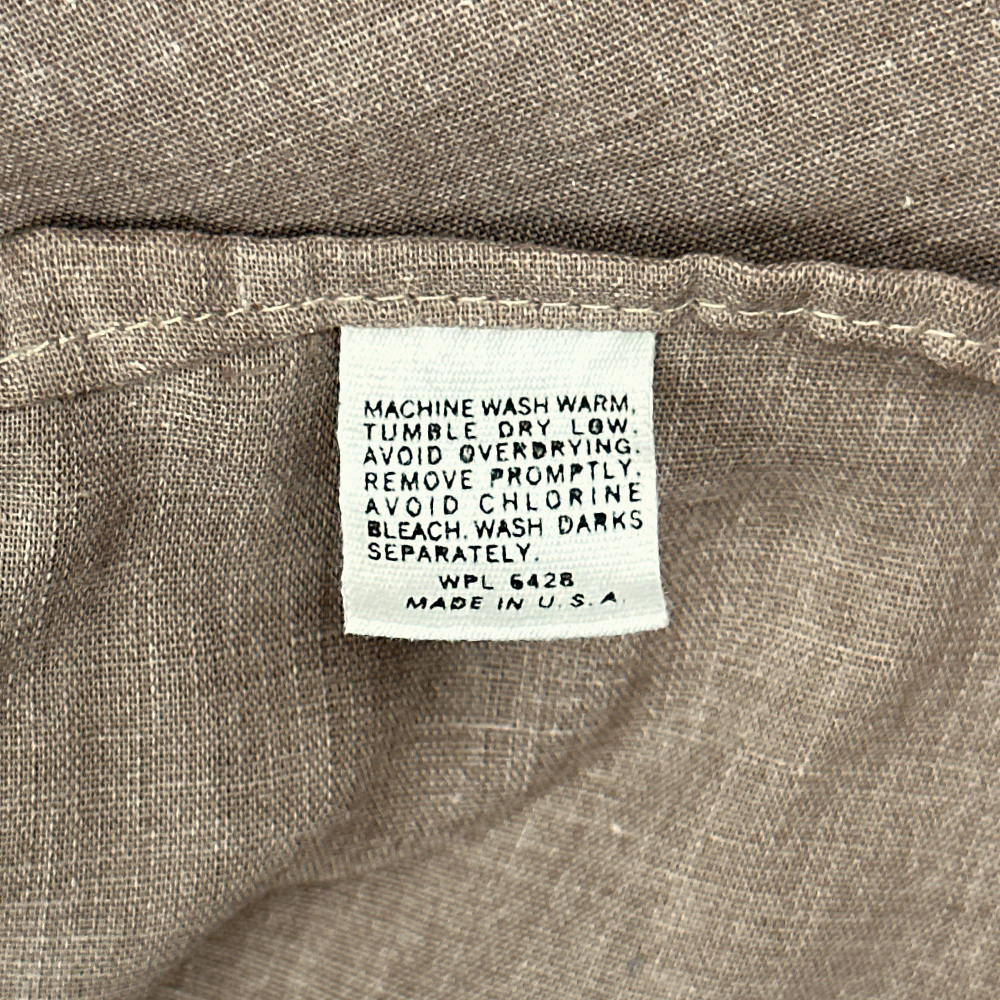 MACHINE WASH WARM.
TUMBLE DRY LOW.
AVOID OVERDRYING.
REMOVE PROMPTLY.
AVOID CHLORINE
BLEACH. WASH DARKS
SEPARATELY.
WPL 6428
MADE IN U.S.A.